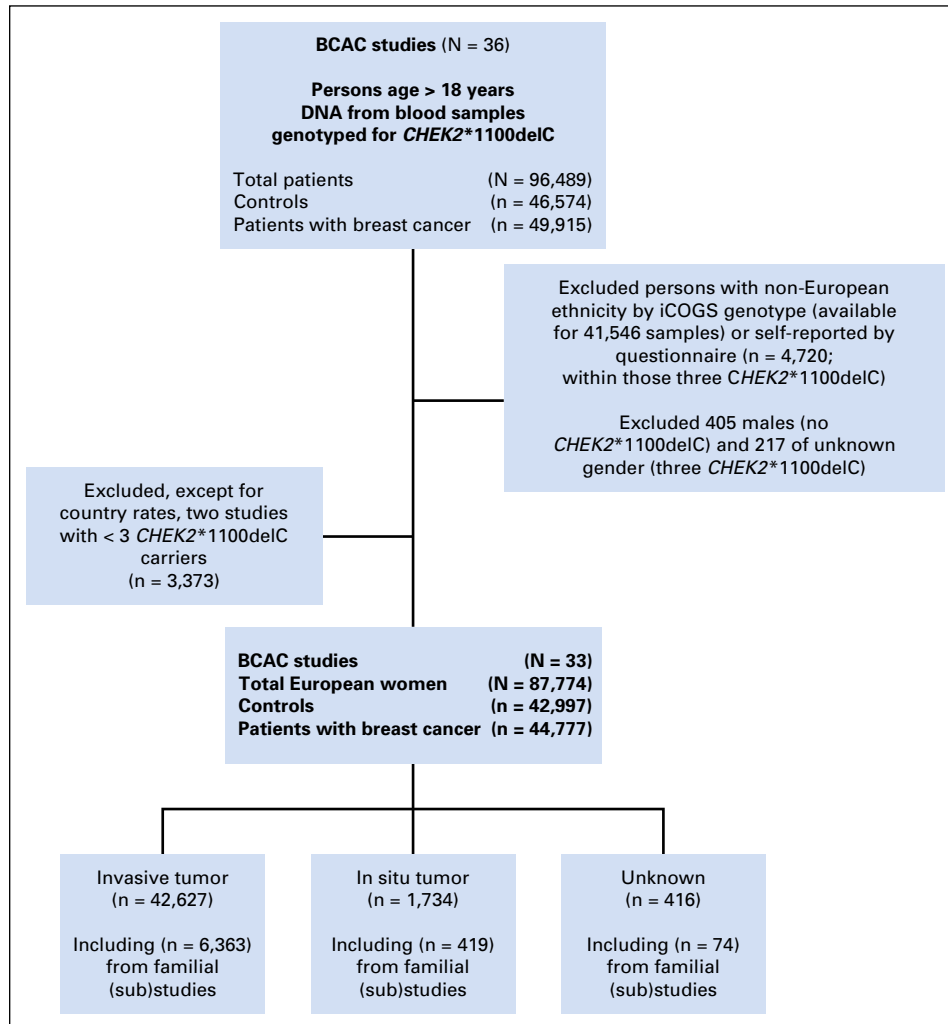 BCAC studies (N = 36)
Persons age > 18 years
DNA from blood samples
genotyped for CHEK2*1100delC
Total patients (N = 96,489)
Controls (n = 46,574)
Patients with breast cancer (n = 49,915)
Excluded persons with non-European
ethnicity by iCOGS genotype (available
for 41,546 samples) or self-reported by
questionnaire (n = 4,720;
within those three CHEK2*1100delC)
Excluded 405 males (no
CHEK2*1100delC) and 217 of unknown
gender (three CHEK2*1100delC)
Excluded, except for
country rates, two studies
with < 3 CHEK2*1100delC
carriers
(n = 3,373)
BCAC studies (N = 33)
Total European women (N = 87,774)
Controls (n = 42,997)
Patients with breast cancer (n = 44,777)
Invasive tumor
(n = 42,627)
Including (n = 6,363)
from familial
(sub)studies
In situ tumor
(n = 1,734)
Including (n = 419)
from familial
(sub)studies
Unknown
(n = 416)
Including (n = 74)
from familial
(sub)studies